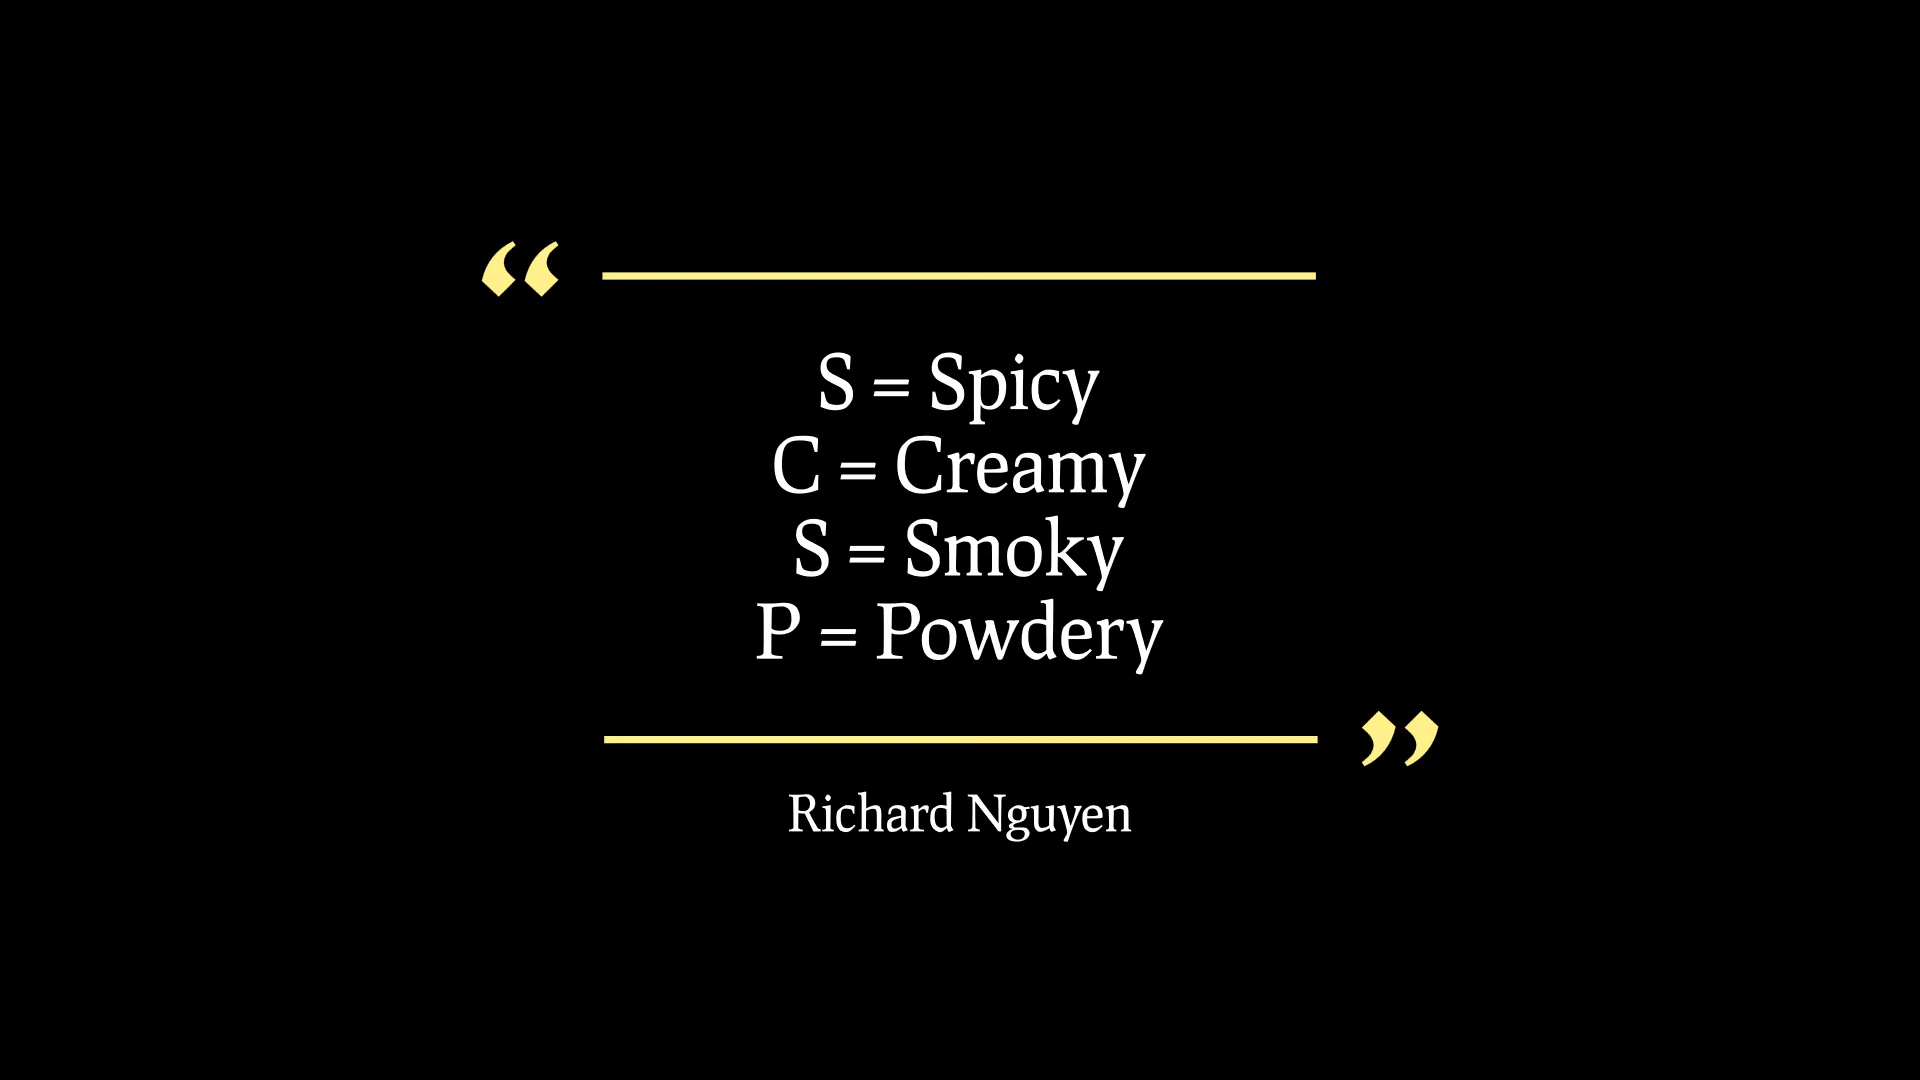 “
S = Spicy
C = Creamy
S = Smoky
P = Powdery
”
Richard Nguyen